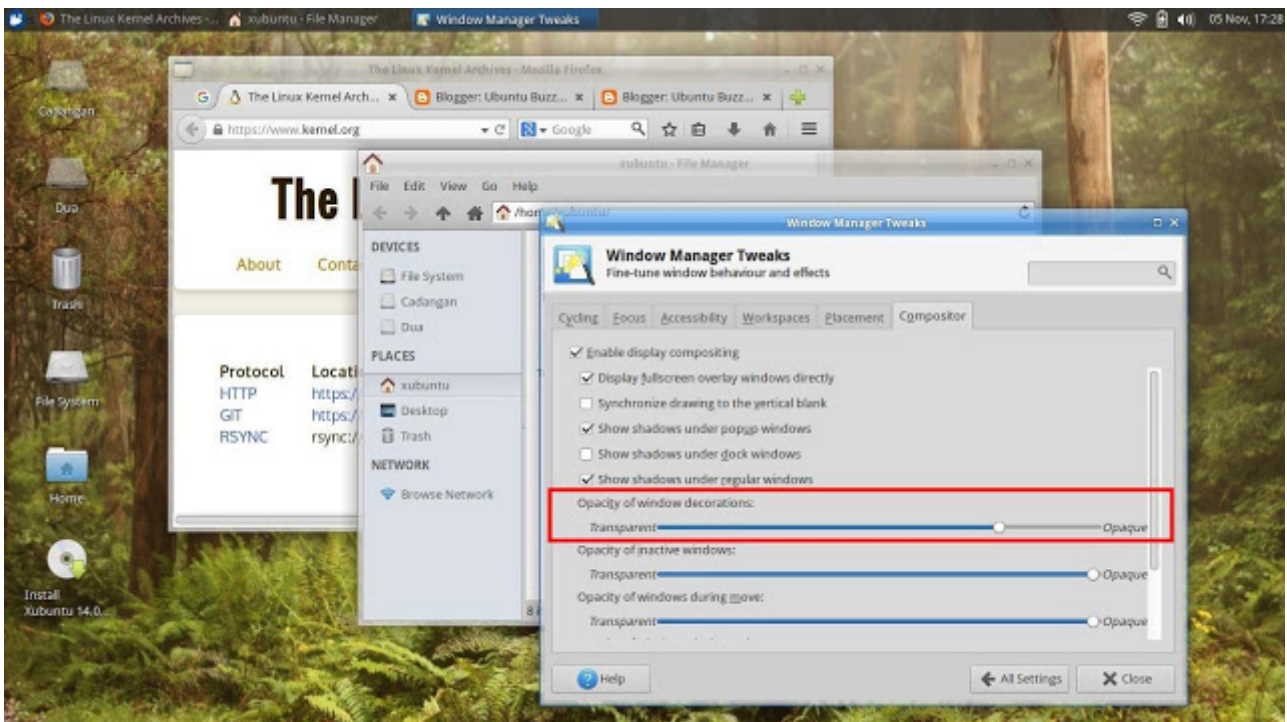 The Linux Kernel Archives -... xubuntu - File Manager Window Manager Tweaks 05 Nov, 17:28
Cadangan
Dua
Trash
File System
Home
Install
Xubuntu 14.0...
The Linux Kernel Archives - Mozilla Firefox
The Linux Kernel Arch... Blogger: Ubuntu Buzz... Blogger: Ubuntu Buzz...
https://www.kernel.org Google
The
About
Protocol
HTTP https:/
GIT https:/
RSYNC rsync:/
xubuntu - File Manager
File Edit View Go Help
/home/xubuntu/
DEVICES
File System
Cadangan
Dua
PLACES
xubuntu
Desktop
Trash
NETWORK
Browse Network
Window Manager Tweaks
Window Manager Tweaks
Fine-tune window behaviour and effects
Cycling Focus Accessibility Workspaces Placement Compositor
Enable display compositing
Display fullscreen overlay windows directly
Synchronize drawing to the vertical blank
Show shadows under popup windows
Show shadows under dock windows
Show shadows under regular windows
Opacity of window decorations:
Transparent Opaque
Opacity of inactive windows:
Transparent Opaque
Opacity of windows during move:
Transparent Opaque
Help All Settings Close